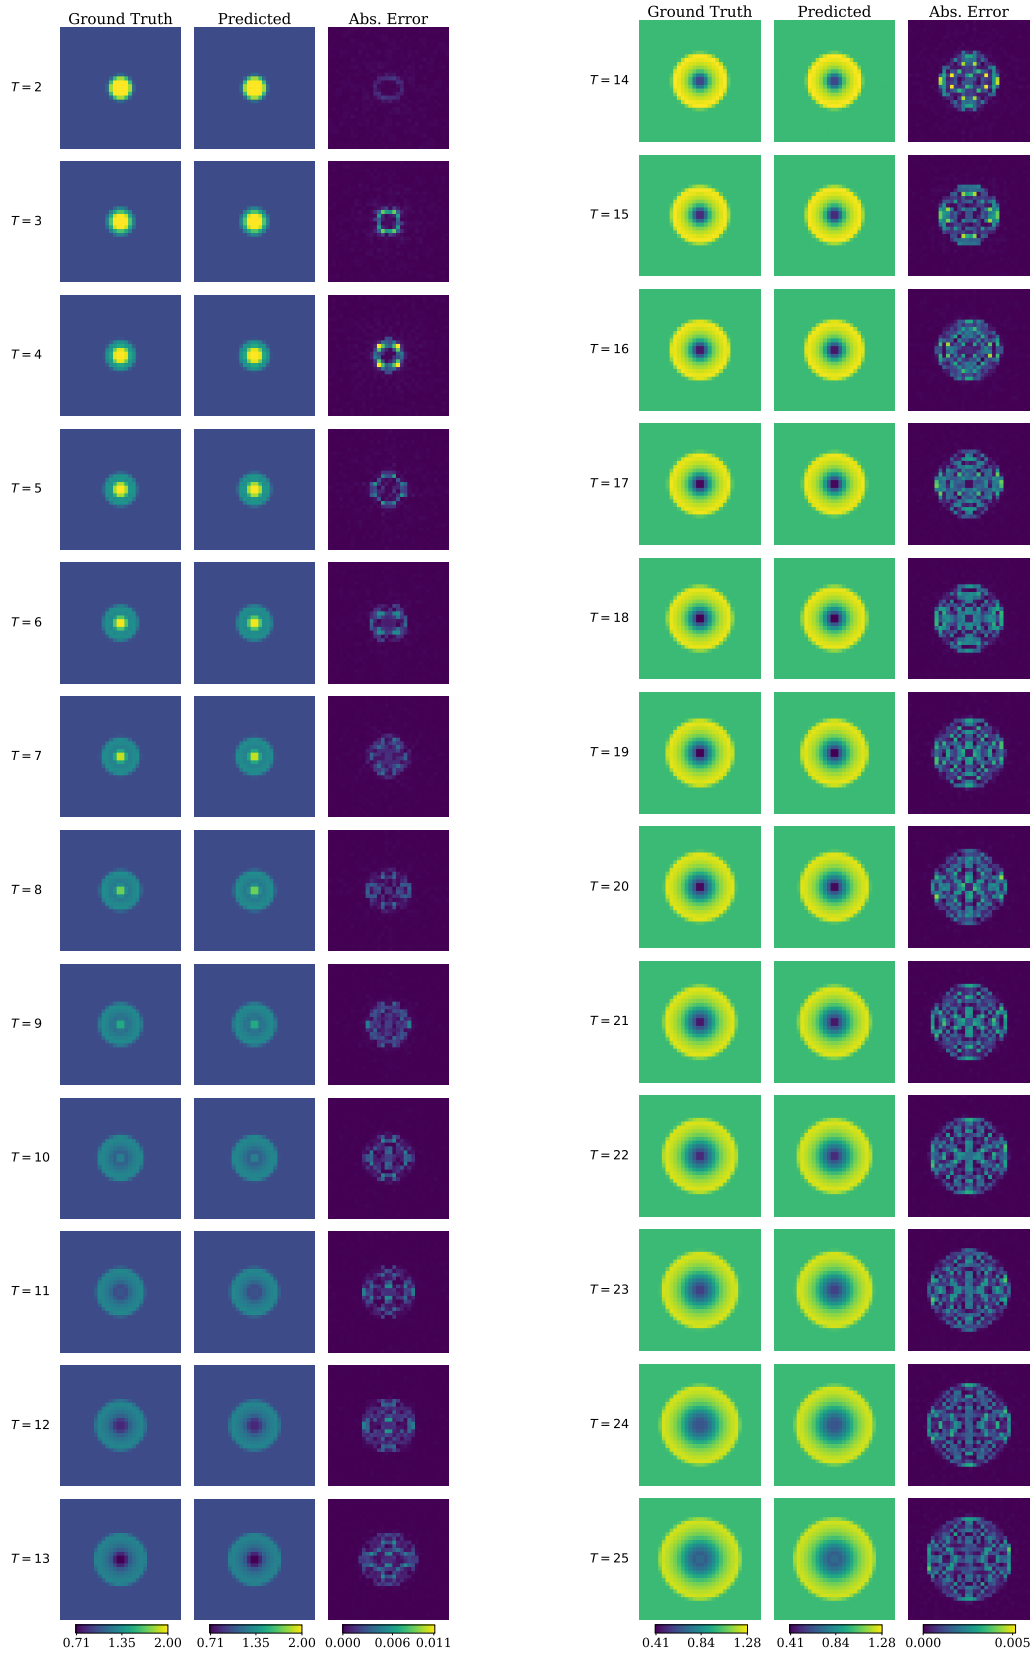 Ground Truth Predicted Abs. Error
T = 2
T = 3
T = 4
T = 5
T = 6
T = 7
T = 8
T = 9
T = 10
T = 11
T = 12
T = 13
0.71 1.35 2.00 0.71 1.35 2.00 0.000 0.006 0.011
Ground Truth Predicted Abs. Error
T = 14
T = 15
T = 16
T = 17
T = 18
T = 19
T = 20
T = 21
T = 22
T = 23
T = 24
T = 25
0.41 0.84 1.28 0.41 0.84 1.28 0.000 0.005